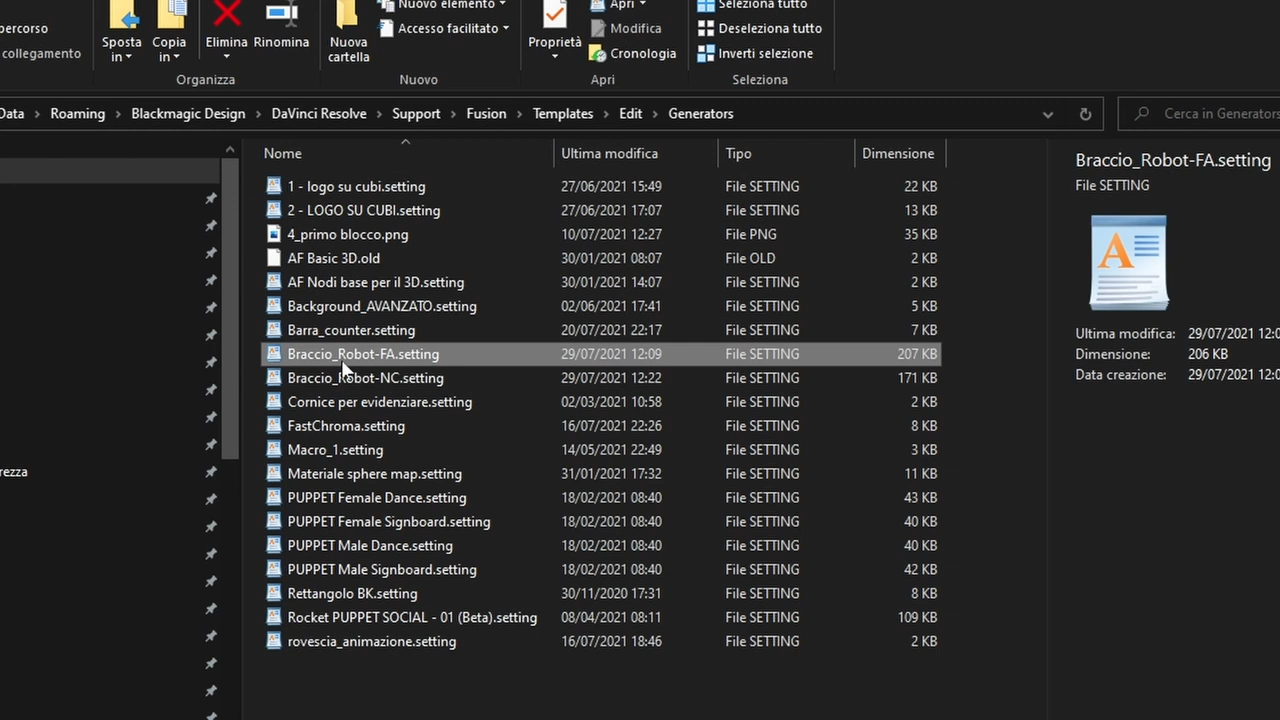 percorso
collegamento
Sposta
in
Copia
in
Elimina
Rinomina
Organizza
Nuova
cartella
Nuovo elemento
Accesso facilitato
Nuovo
Proprietà
Apri
Modifica
Cronologia
Apri
Seleziona tutto
Deseleziona tutto
Inverti selezione
Selezione
Data > Roaming > Blackmagic Design > DaVinci Resolve > Support > Fusion > Templates > Edit > Generators
Cerca in Generators
Nome Ultima modifica Tipo Dimensione
1 - logo su cubi.setting 27/06/2021 15:49 File SETTING 22 KB
2 - LOGO SU CUBI.setting 27/06/2021 17:07 File SETTING 13 KB
4_primo blocco.png 10/07/2021 12:27 File PNG 35 KB
AF Basic 3D.old 30/01/2021 08:07 File OLD 2 KB
AF Nodi base per il 3D.setting 30/01/2021 14:07 File SETTING 2 KB
Background_AVANZATO.setting 02/06/2021 17:41 File SETTING 5 KB
Barra_counter.setting 20/07/2021 22:17 File SETTING 7 KB
Braccio_Robot-FA.setting 29/07/2021 12:09 File SETTING 207 KB
Braccio_Robot-NC.setting 29/07/2021 12:22 File SETTING 171 KB
Cornice per evidenziare.setting 02/03/2021 10:58 File SETTING 2 KB
FastChroma.setting 16/07/2021 22:26 File SETTING 8 KB
Macro_1.setting 14/05/2021 22:49 File SETTING 3 KB
Materiale sphere map.setting 31/01/2021 17:32 File SETTING 11 KB
PUPPET Female Dance.setting 18/02/2021 08:40 File SETTING 43 KB
PUPPET Female Signboard.setting 18/02/2021 08:40 File SETTING 40 KB
PUPPET Male Dance.setting 18/02/2021 08:40 File SETTING 40 KB
PUPPET Male Signboard.setting 18/02/2021 08:40 File SETTING 42 KB
Rettangolo BK.setting 30/11/2020 17:31 File SETTING 8 KB
Rocket PUPPET SOCIAL - 01 (Beta).setting 08/04/2021 08:11 File SETTING 109 KB
rovescia_animazione.setting 16/07/2021 18:46 File SETTING 2 KB
rezza
Braccio_Robot-FA.setting
File SETTING
Ultima modifica: 29/07/2021 12:0
Dimensione: 206 KB
Data creazione: 29/07/2021 12:0